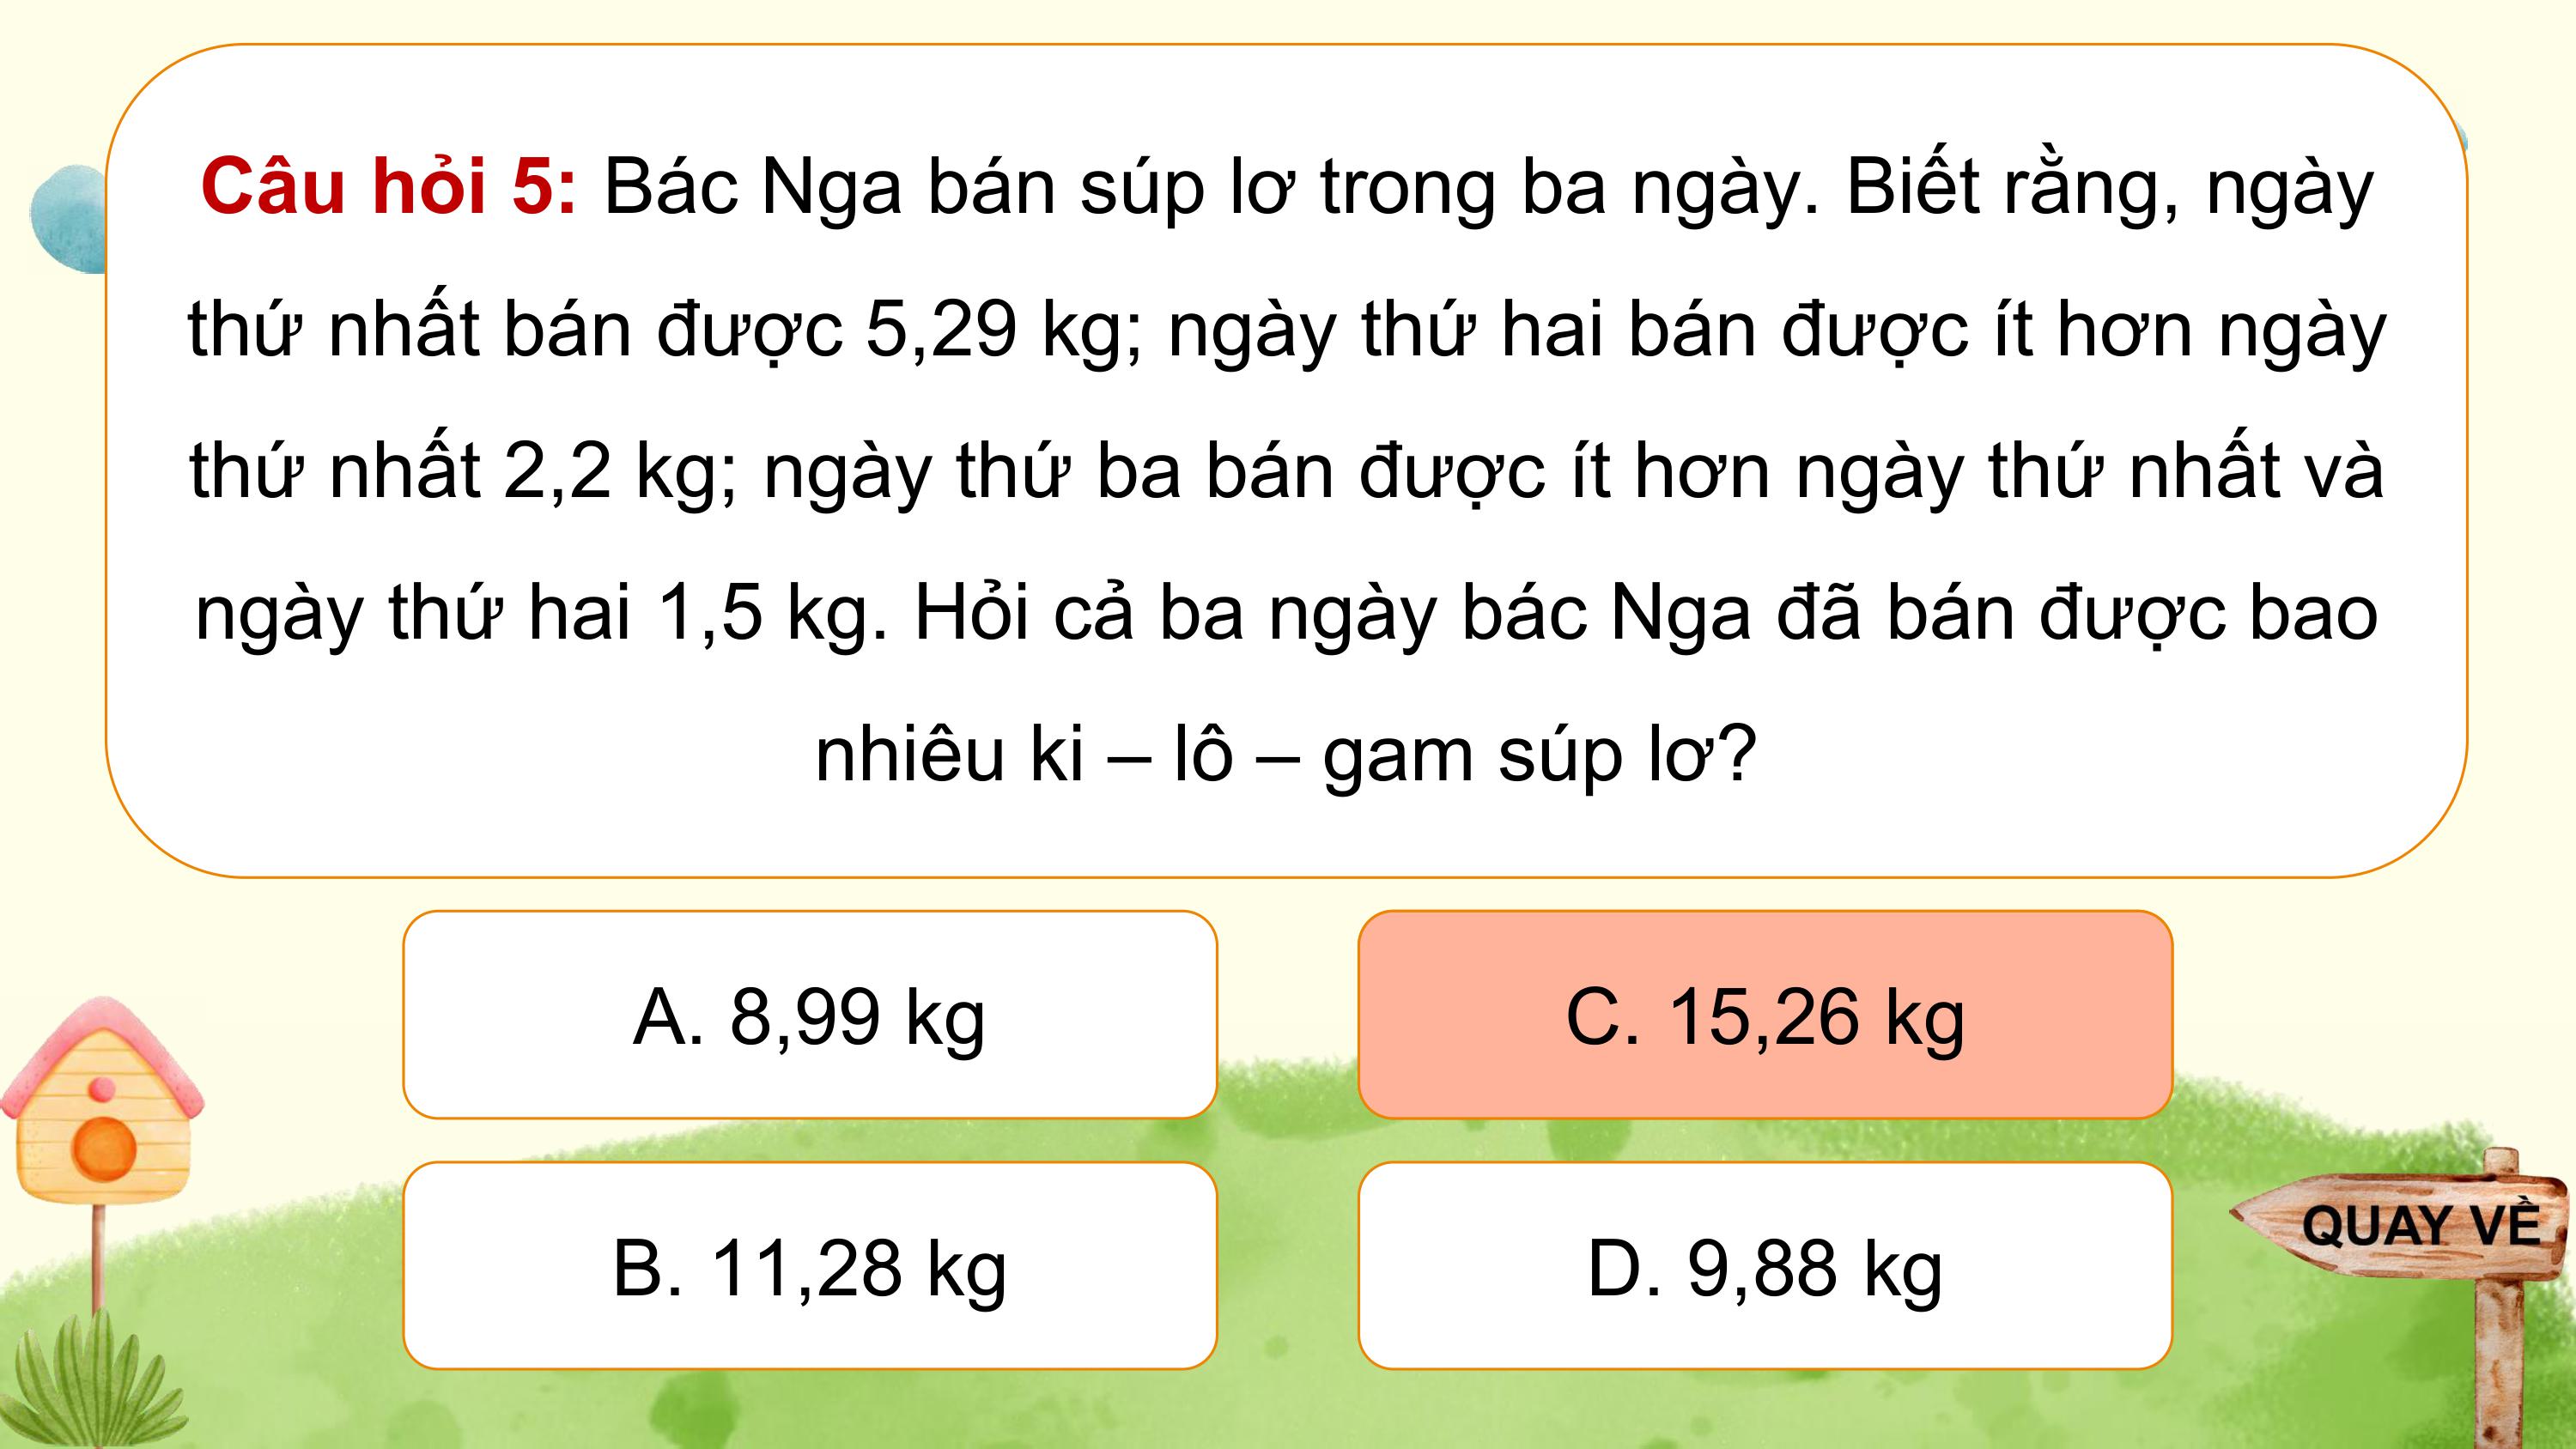 Câu hỏi 5: Bác Nga bán súp lơ trong ba ngày. Biết rằng, ngày
thứ nhất bán được 5,29 kg; ngày thứ hai bán được ít hơn ngày
thứ nhất 2,2 kg; ngày thứ ba bán được ít hơn ngày thứ nhất và
ngày thứ hai 1,5 kg. Hỏi cả ba ngày bác Nga đã bán được bao
nhiêu ki – lô – gam súp lơ?
A. 8,99 kg
C. 15,26 kg
B. 11,28 kg
D. 9,88 kg
QUAY VỀ